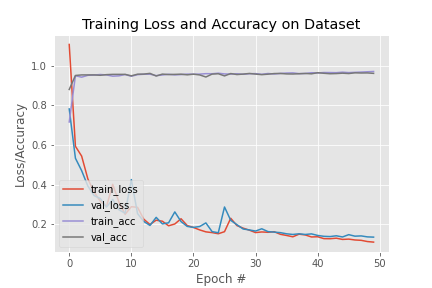 Training Loss and Accuracy on Dataset
Loss/Accuracy
1.0
0.8
0.6
0.4
0.2
train_loss
val_loss
train_acc
val_acc
0 10 20 30 40 50
Epoch #